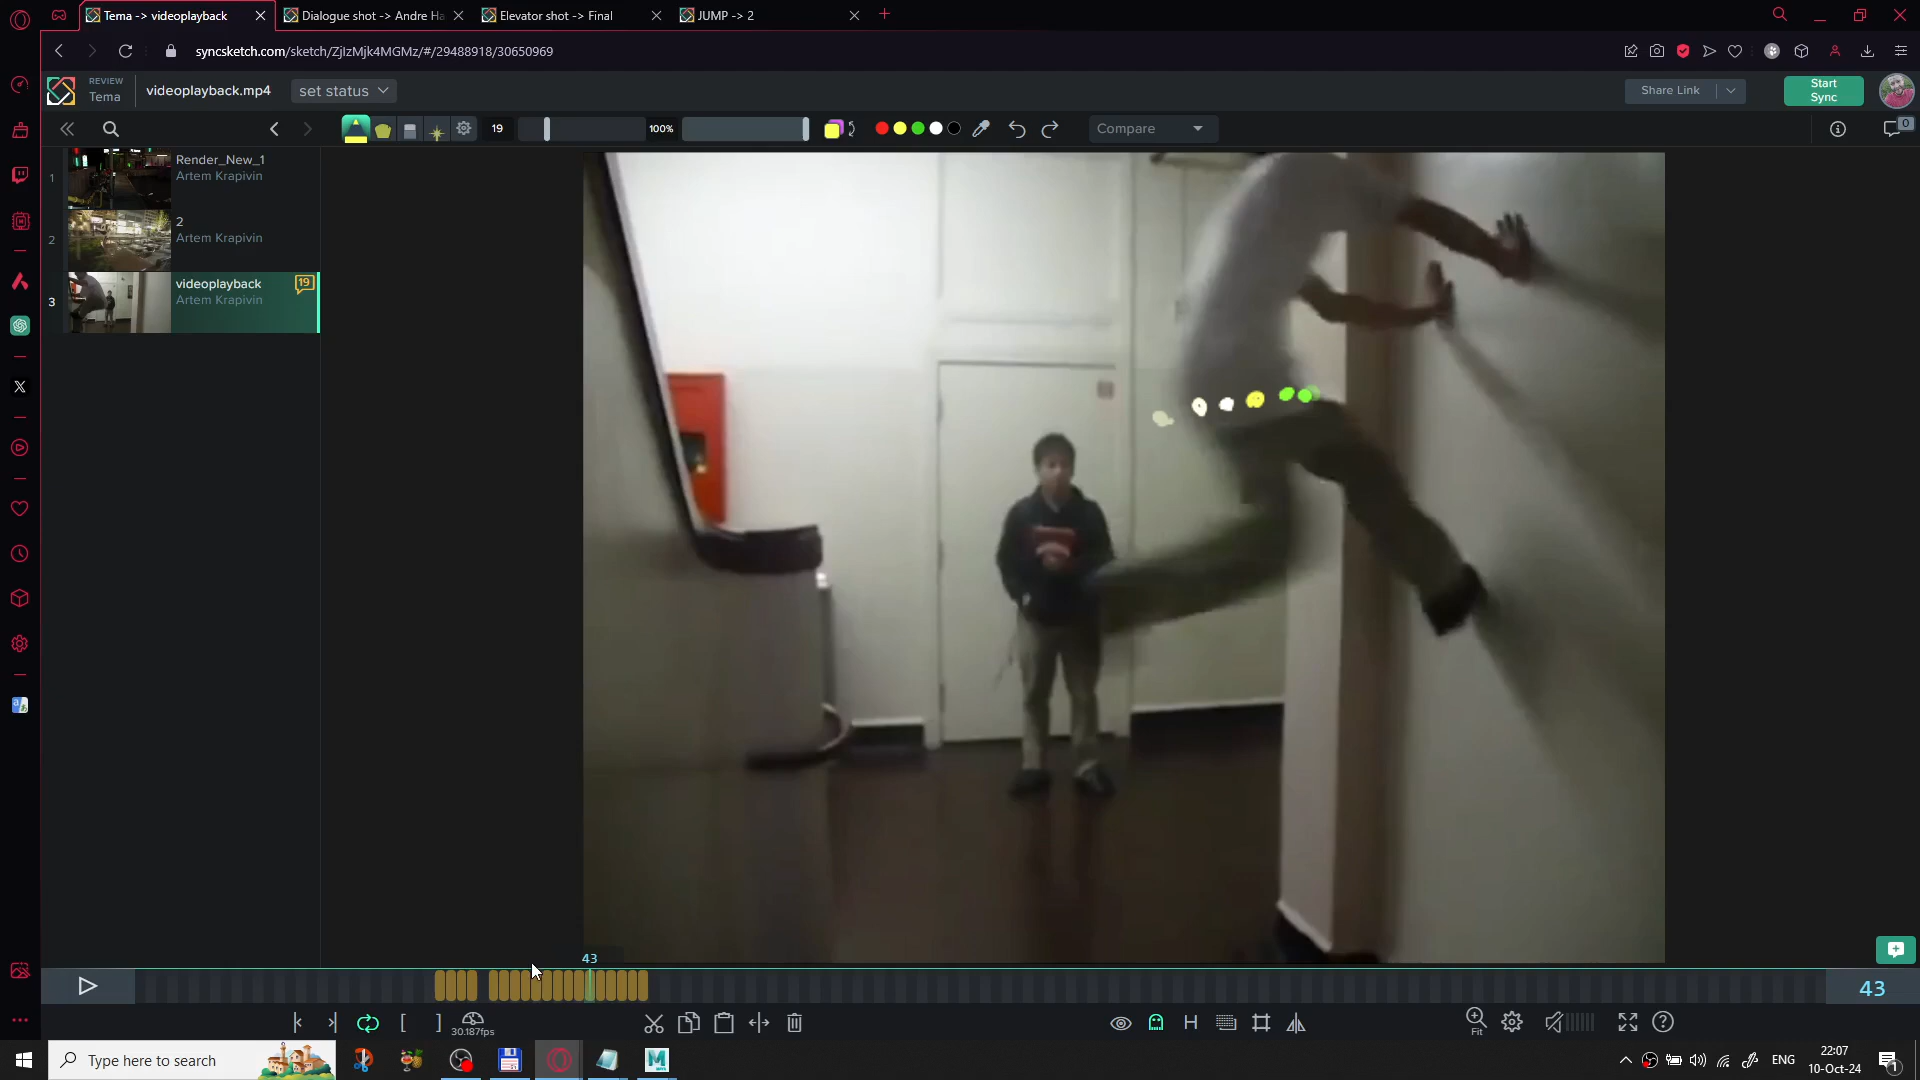 Tema -> videoplayback
Dialogue shot -> Andre Ha
Elevator shot -> Final
JUMP -> 2
syncsketch.com/sketch/ZjIzMjk4MGMz/#/29488918/30650969
REVIEW
Tema
videoplayback.mp4
set status
Share Link
Start
Sync
19
100%
Compare
0
1
Render_New_1
Artem Krapivin
2
2
Artem Krapivin
3
videoplayback
Artem Krapivin
19
43
43
30.187fps
H
Fit
Type here to search
ENG
22:07
10-Oct-24
1